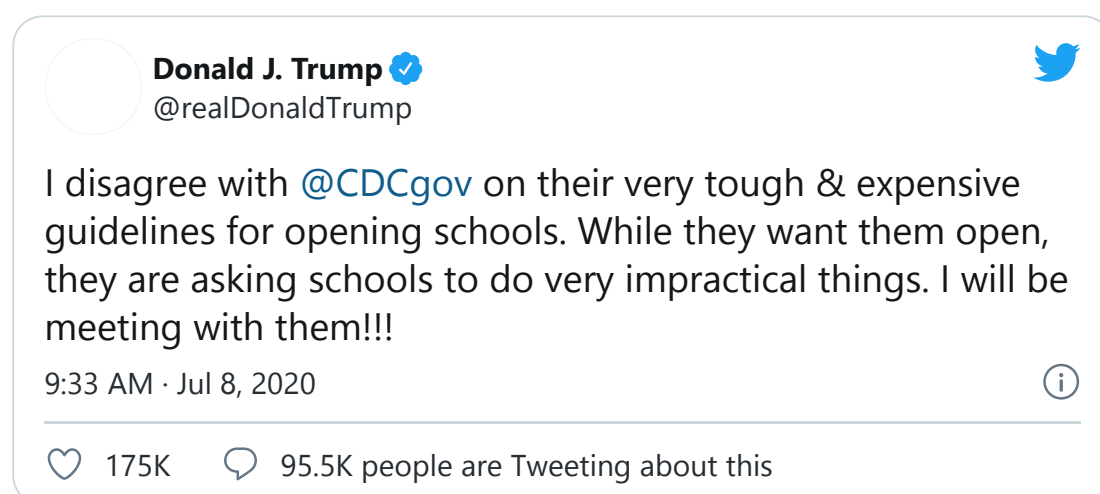 Donald J. Trump
@realDonaldTrump
I disagree with @CDCgov on their very tough & expensive
guidelines for opening schools. While they want them open,
they are asking schools to do very impractical things. I will be
meeting with them!!!
9:33 AM · Jul 8, 2020
175K 95.5K people are Tweeting about this